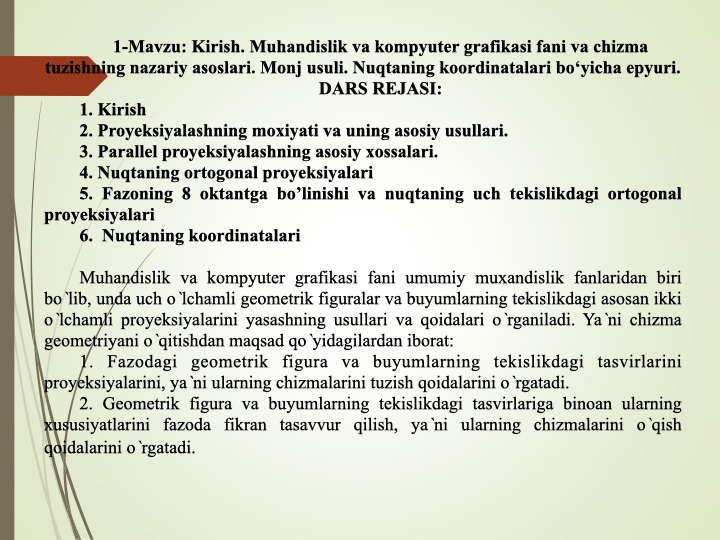 1-Mavzu: Kirish. Muhandislik va kompyuter grafikasi fani va chizma
tuzishning nazariy asoslari. Monj usuli. Nuqtaning koordinatalari bo‘yicha epyuri.
DARS REJASI:
1. Kirish
2. Proyeksiyalashning moxiyati va uning asosiy usullari.
3. Parallel proyeksiyalashning asosiy xossalari.
4. Nuqtaning ortogonal proyeksiyalari
5. Fazoning 8 oktantga bo’linishi va nuqtaning uch tekislikdagi ortogonal
proyeksiyalari
6. Nuqtaning koordinatalari
Muhandislik va kompyuter grafikasi fani umumiy muxandislik fanlaridan biri
bo`lib, unda uch o`lchamli geometrik figuralar va buyumlarning tekislikdagi asosan ikki
o`lchamli proyeksiyalarini yasashning usullari va qoidalari o`rganiladi. Ya`ni chizma
geometriyani o`qitishdan maqsad qo`yidagilardan iborat:
1. Fazodagi geometrik figura va buyumlarning tekislikdagi tasvirlarini
proyeksiyalarini, ya`ni ularning chizmalarini tuzish qoidalarini o`rgatadi.
2. Geometrik figura va buyumlarning tekislikdagi tasvirlariga binoan ularning
xususiyatlarini fazoda fikran tasavvur qilish, ya`ni ularning chizmalarini o`qish
qoidalarini o`rgatadi.